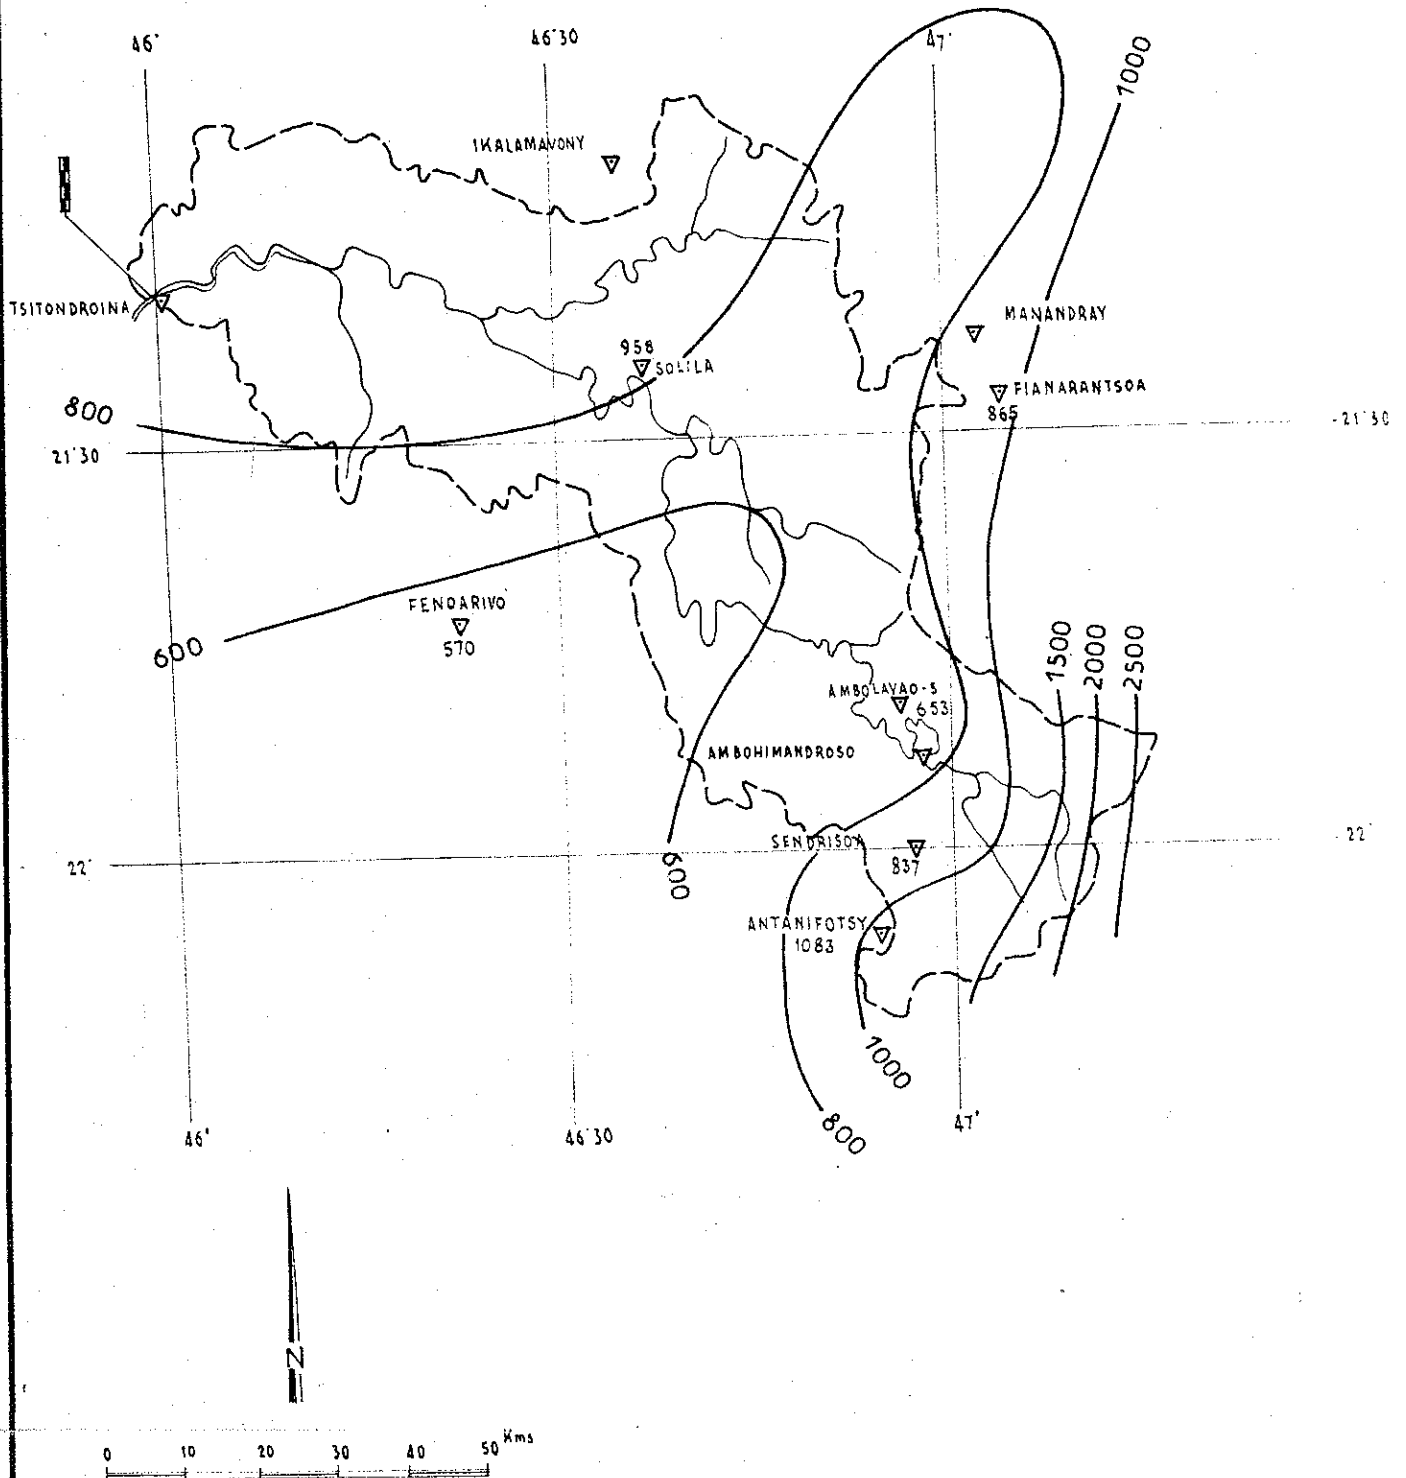 46°
46°30
47°
1000
IKALAMAVONY
TSITONDROINA
MANANDRAY
958
SOLILA
FIANARANTSOA
865
800
21°30
-21°30
FENOARIVO
570
600
1500
2000
2500
AMBOLAVAO-S
653
AMBOHIMANDROSO
SENDRISOA
837
22°
-22°
600
ANTANIFOTSY
1083
1000
800
46°
46°30
47°
N
0 10 20 30 40 50 Kms